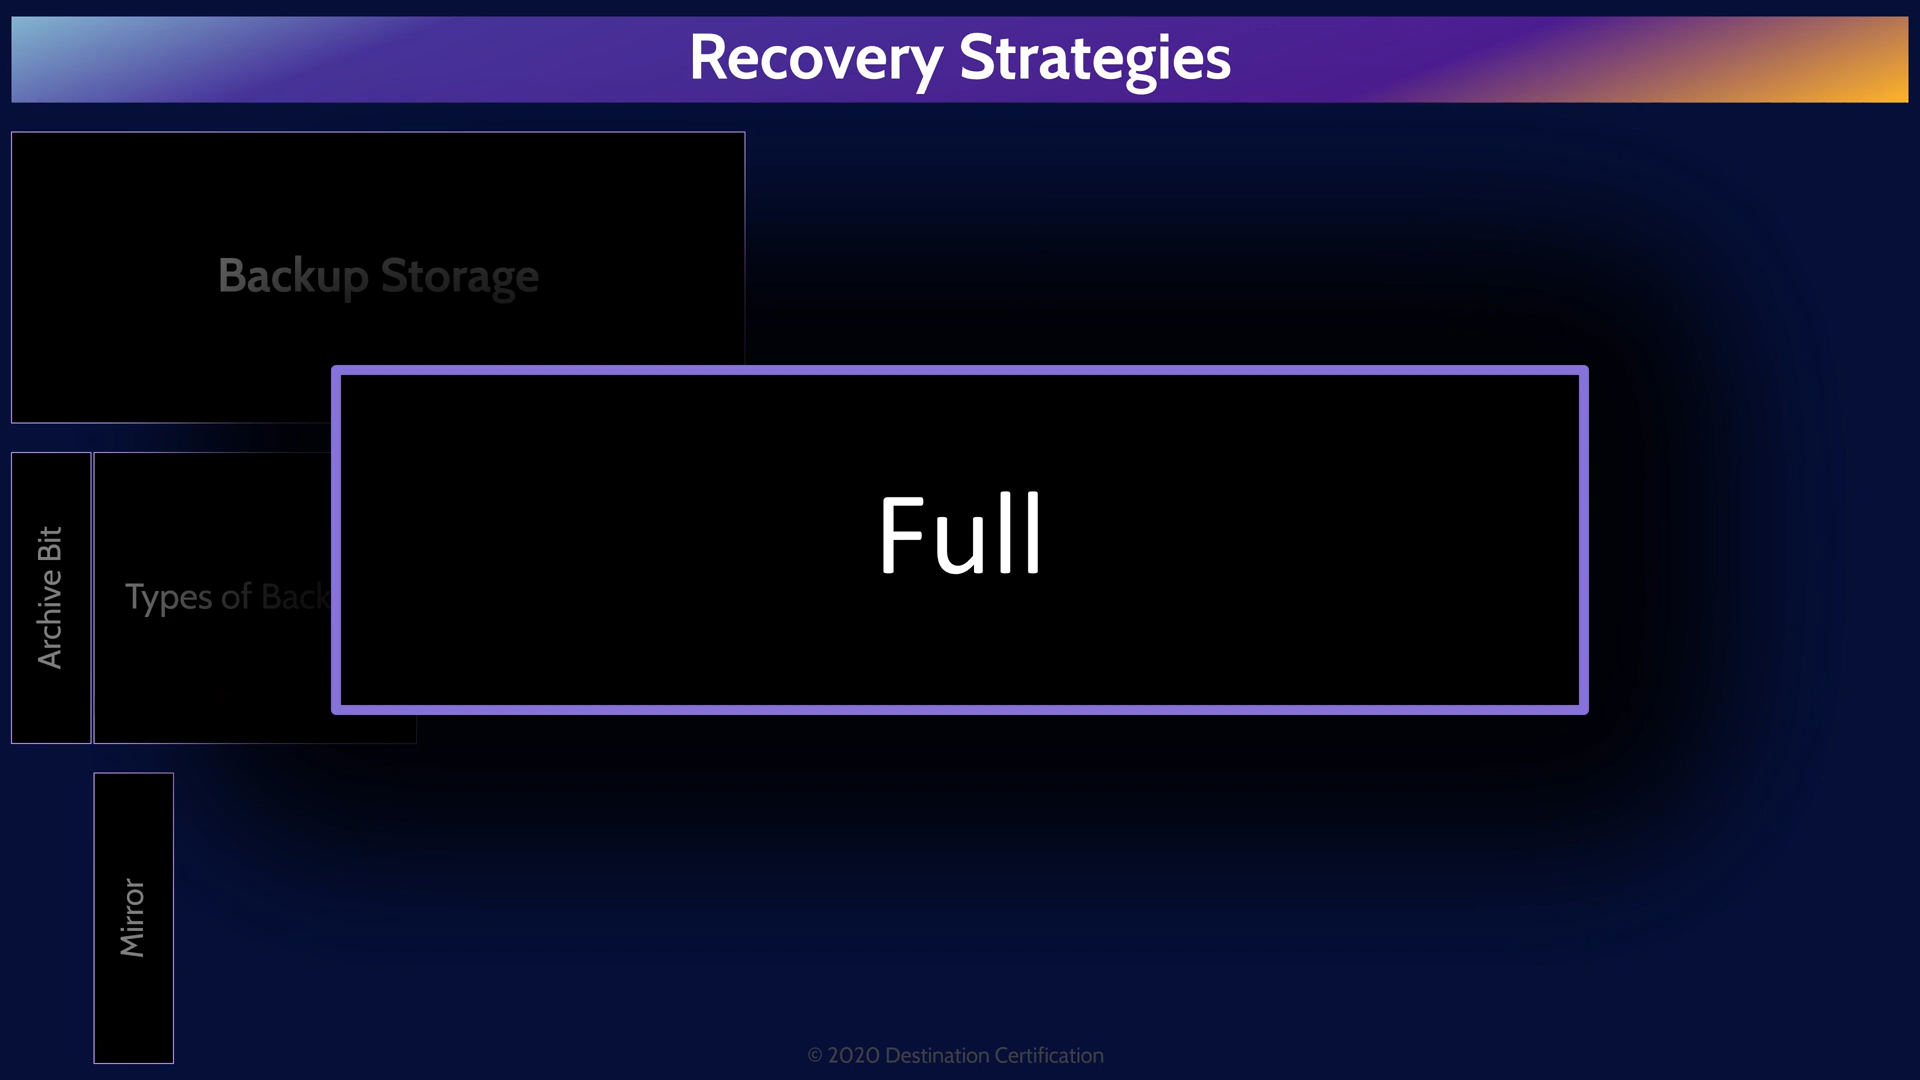 Recovery Strategies
Backup Storage
Archive Bit
Types of Back
Full
Mirror
© 2020 Destination Certification